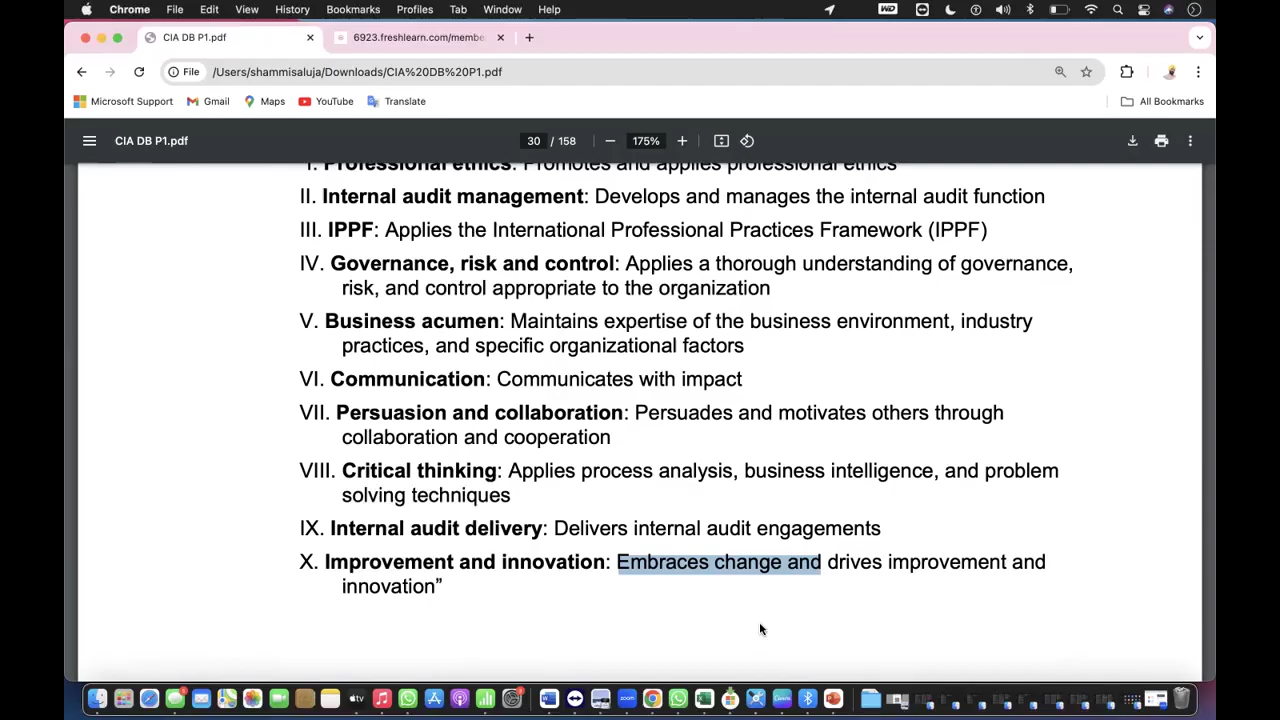 Chrome File Edit View History Bookmarks Profiles Tab Window Help
CIA DB P1.pdf
6923.freshlearn.com/membe
File /Users/shammisaluja/Downloads/CIA%20DB%20P1.pdf
Microsoft Support Gmail Maps YouTube Translate All Bookmarks
CIA DB P1.pdf 30 / 158 175%
I. Professional ethics: Promotes and applies professional ethics
II. Internal audit management: Develops and manages the internal audit function
III. IPPF: Applies the International Professional Practices Framework (IPPF)
IV. Governance, risk and control: Applies a thorough understanding of governance,
risk, and control appropriate to the organization
V. Business acumen: Maintains expertise of the business environment, industry
practices, and specific organizational factors
VI. Communication: Communicates with impact
VII. Persuasion and collaboration: Persuades and motivates others through
collaboration and cooperation
VIII. Critical thinking: Applies process analysis, business intelligence, and problem
solving techniques
IX. Internal audit delivery: Delivers internal audit engagements
X. Improvement and innovation: Embraces change and drives improvement and
innovation”